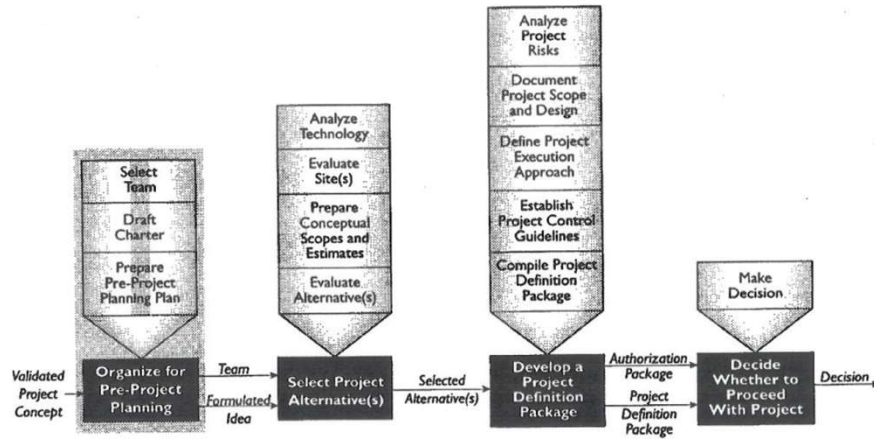 Analyze
Project
Risks
Document
Project Scope
and Design
Define Project
Execution
Approach
Establish
Project Control
Guidelines
Compile Project
Definition
Package
Analyze
Technology
Evaluate
Site(s)
Prepare
Conceptual
Scopes and
Estimates
Evaluate
Alternative(s)
Select
Team
Draft
Charter
Prepare
Pre-Project
Planning Plan
Make
Decision
Validated
Project
Concept
Organize for
Pre-Project
Planning
Team
Formulated
Idea
Select Project
Alternative(s)
Selected
Alternative(s)
Develop a
Project
Definition
Package
Authorization
Package
Project
Definition
Package
Decide
Whether to
Proceed
With Project
Decision